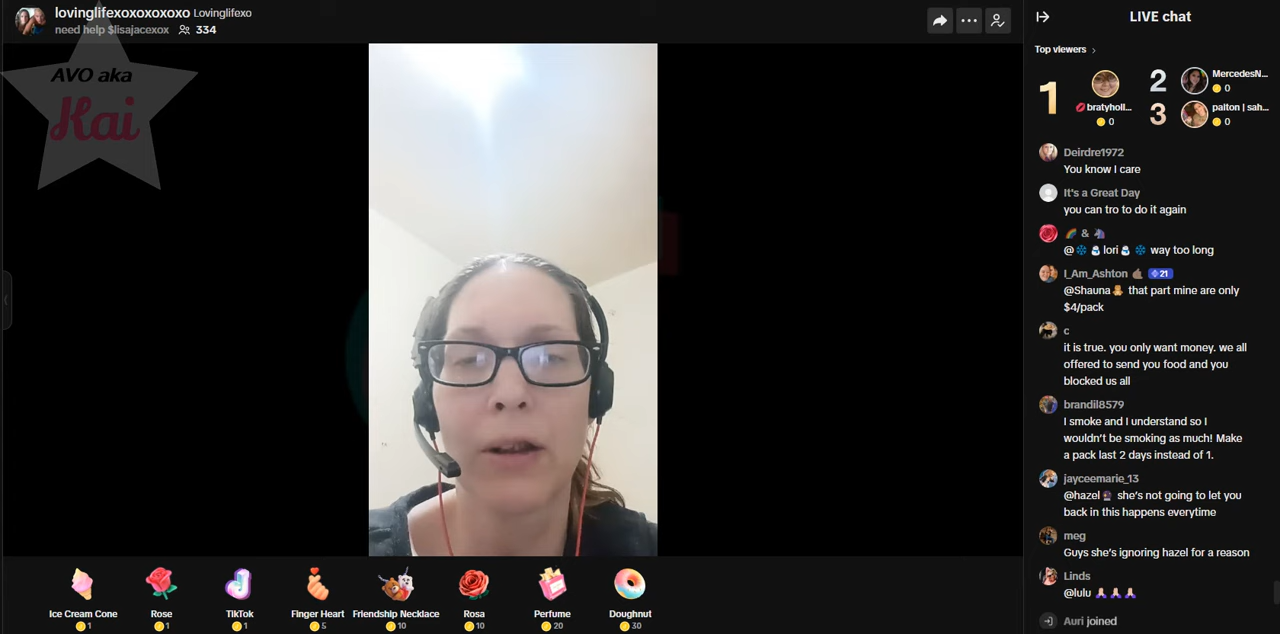 lovinglifexoxoxoxoxo Lovinglifexo
need help $lisajacexox 334
AVO aka
Kai
LIVE chat
Top viewers >
1
bratyholl...
0
2
MercedesN...
0
3
palton | sah...
0
Deirdre1972
You know I care
It's a Great Day
you can tro to do it again
&
@ lori way too long
I_Am_Ashton 21
@Shauna that part mine are only
$4/pack
c
it is true. you only want money. we all
offered to send you food and you
blocked us all
brandil8579
I smoke and I understand so I
wouldn't be smoking as much! Make
a pack last 2 days instead of 1.
jayceemarie_13
@hazel she's not going to let you
back in this happens everytime
meg
Guys she's ignoring hazel for a reason
Linds
@lulu
Auri joined
Ice Cream Cone
1
Rose
1
TikTok
1
Finger Heart
5
Friendship Necklace
10
Rosa
10
Perfume
20
Doughnut
30